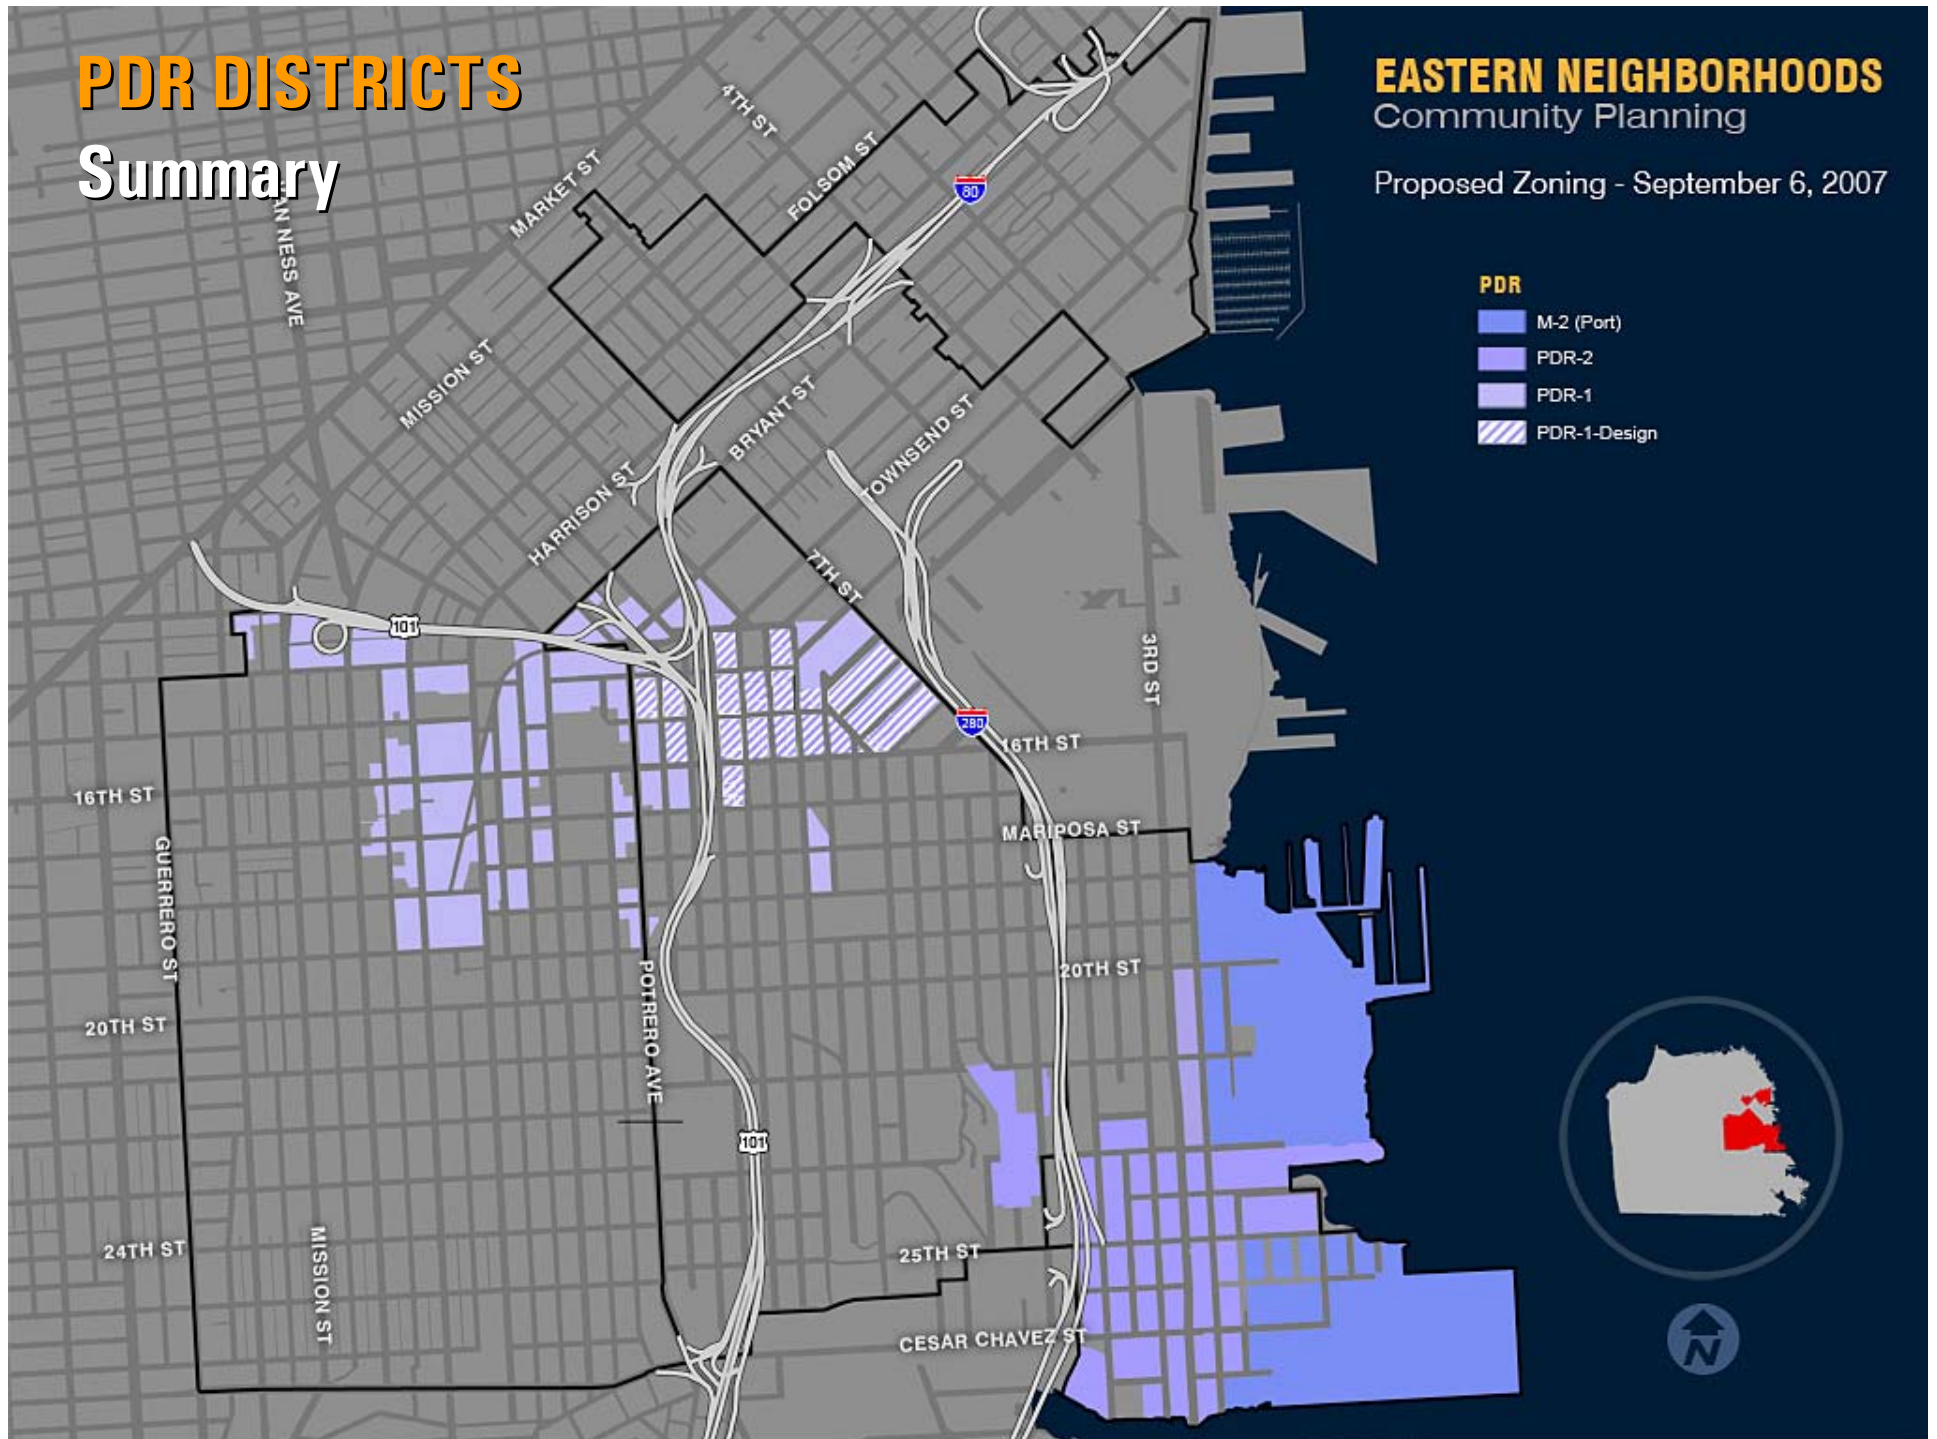 PDR DISTRICTS
Summary
EASTERN NEIGHBORHOODS
Community Planning
Proposed Zoning - September 6, 2007
PDR
M-2 (Port)
PDR-2
PDR-1
PDR-1-Design
4TH ST
MARKET ST
FOLSOM ST
80
NESS AVE
MISSION ST
BRYANT ST
TOWNSEND ST
HARRISON ST
7TH ST
101
3RD ST
280
16TH ST
16TH ST
MARIPOSA ST
GUERRERO ST
20TH ST
POTRERO AVE
20TH ST
101
24TH ST
MISSION ST
25TH ST
CESAR CHAVEZ ST
N